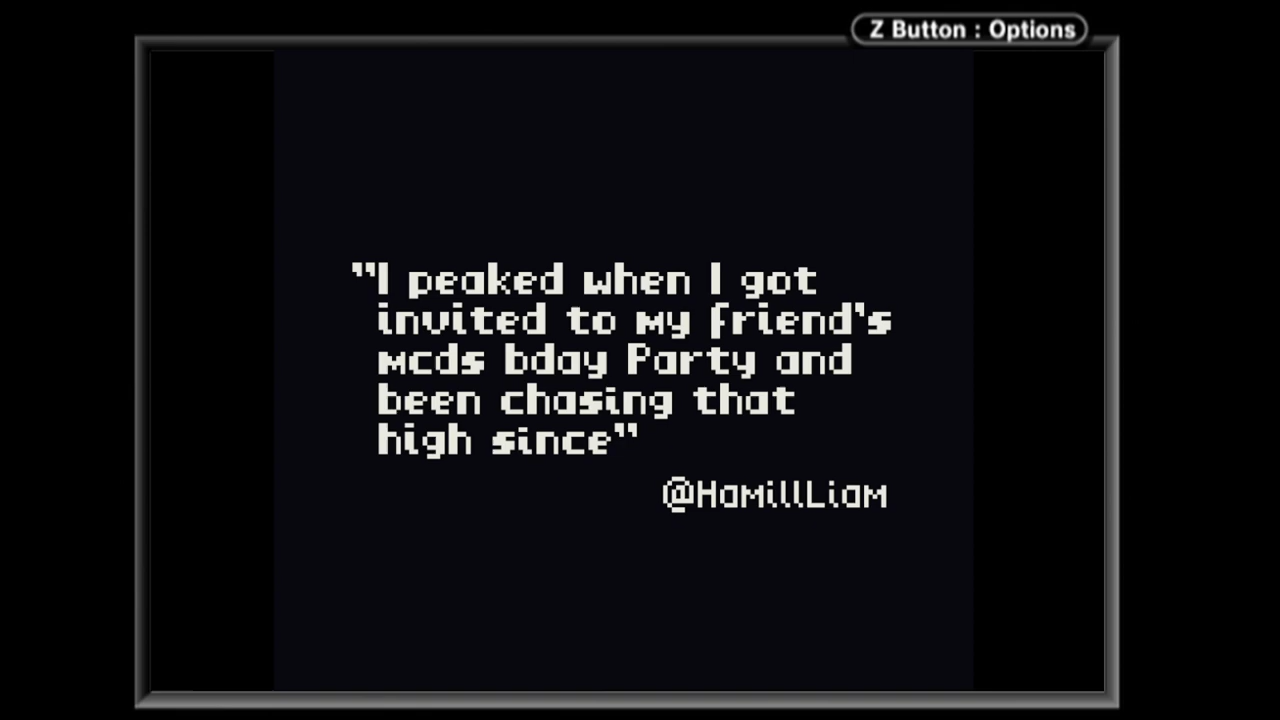 Z Button : Options
"I peaked when I got
invited to my friend's
mcds bday Party and
been chasing that
high since"
@HamillLiam